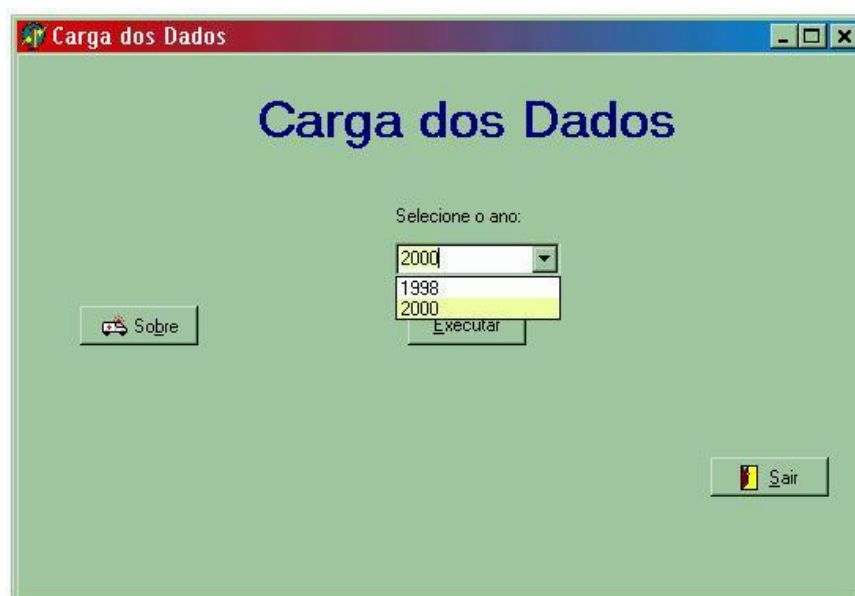 Carga dos Dados
Carga dos Dados
Selecione o ano:
2000
1998
2000
Sobre
Executar
Sair